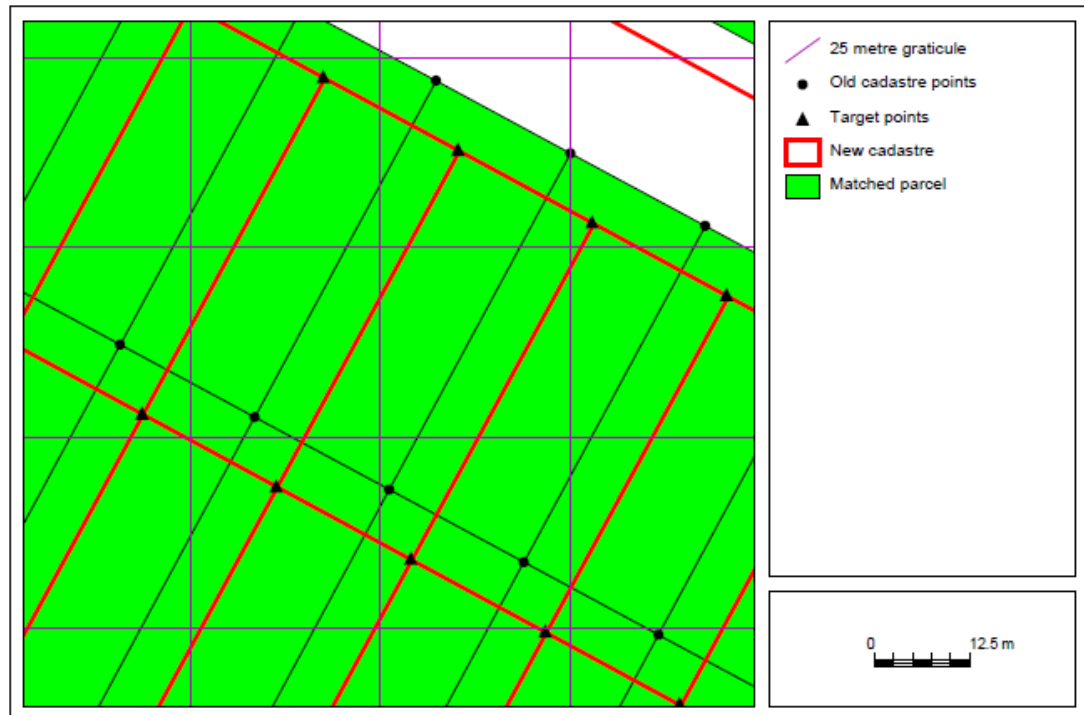 25 metre graticule
Old cadastre points
Target points
New cadastre
Matched parcel
0 12.5 m